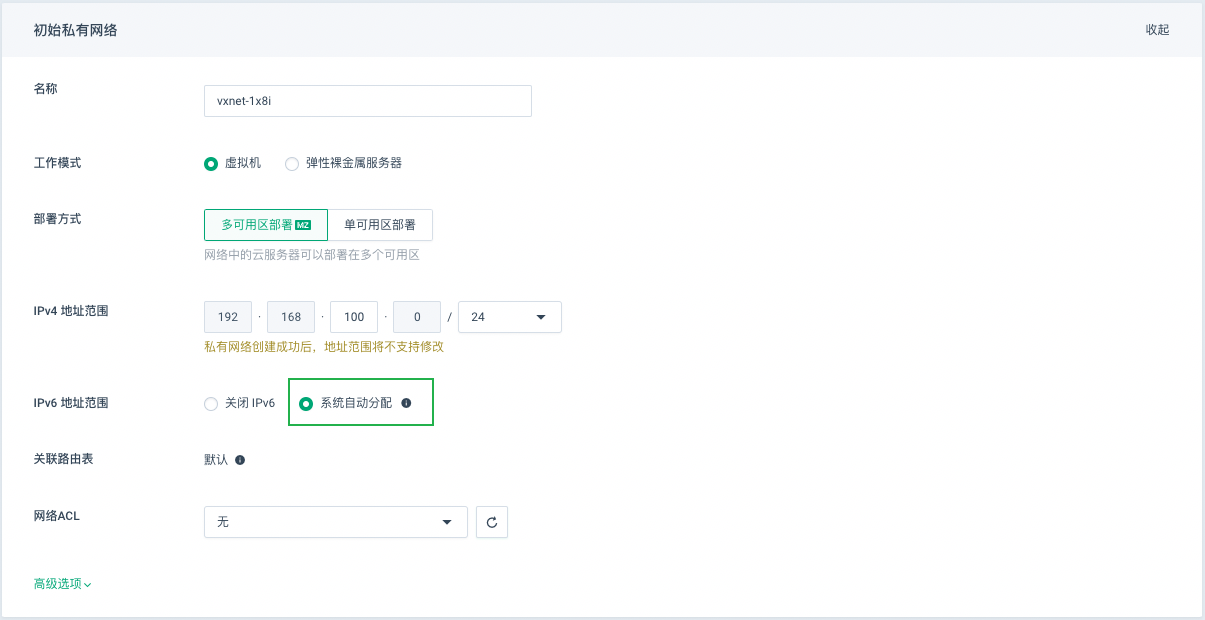 初始私有网络 收起
名称 vxnet-1x8i
工作模式 虚拟机 弹性裸金属服务器
部署方式 多可用区部署 MZ 单可用区部署
网络中的云服务器可以部署在多个可用区
IPv4 地址范围 192 · 168 · 100 · 0 / 24
私有网络创建成功后，地址范围将不支持修改
IPv6 地址范围 关闭 IPv6 系统自动分配
关联路由表 默认
网络ACL 无
高级选项